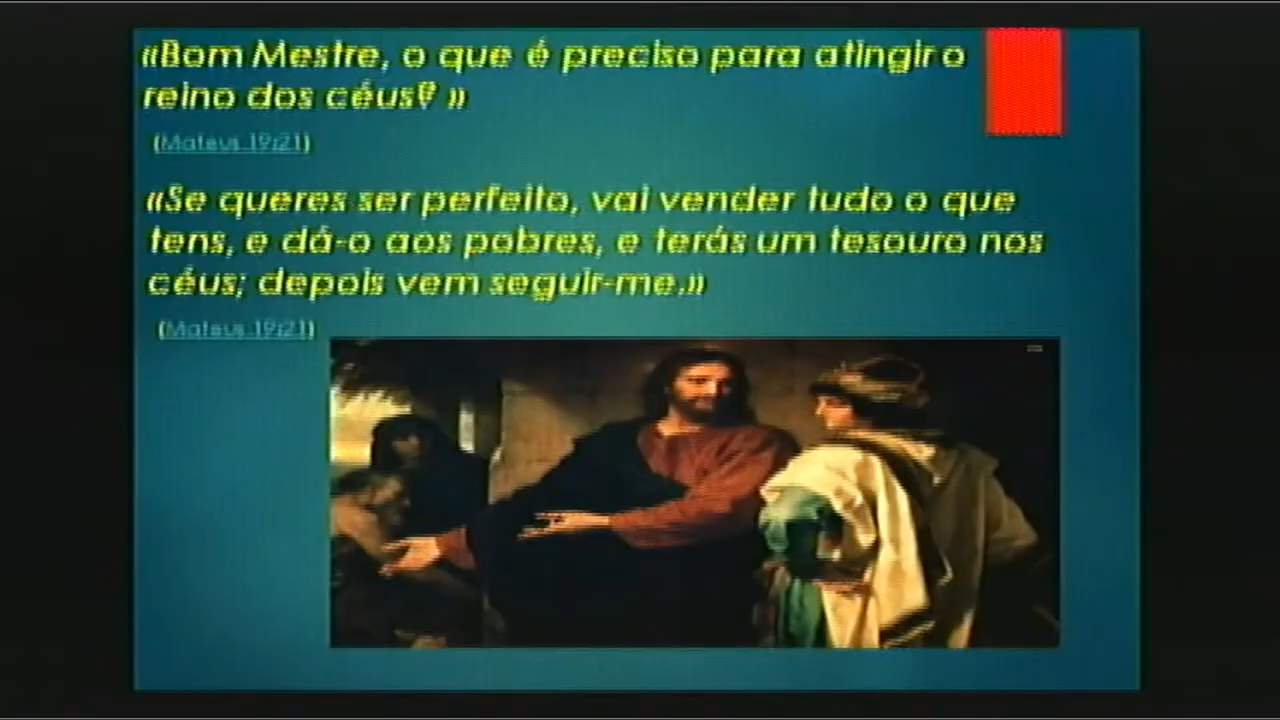 «Bom Mestre, o que é preciso para atingir o
reino dos céus? »
(Mateus 19:21)
«Se queres ser perfeito, vai vender tudo o que
tens, e dá-o aos pobres, e terás um tesouro nos
céus; depois vem seguir-me.»
(Mateus 19:21)